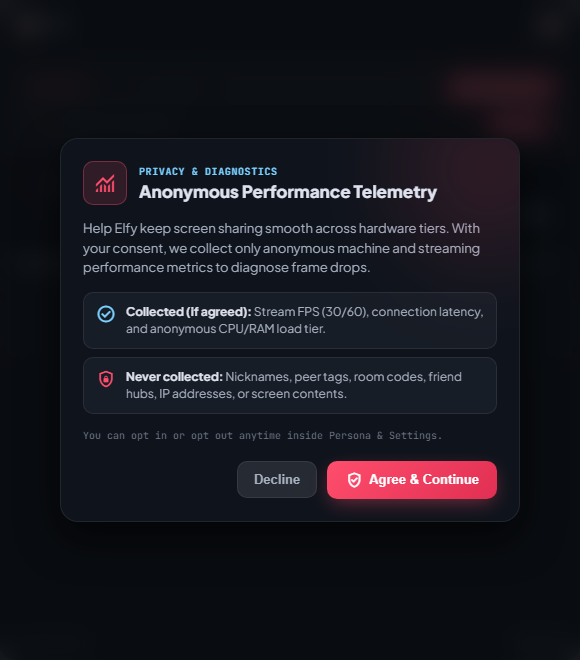 PRIVACY & DIAGNOSTICS
Anonymous Performance Telemetry
Help Elfy keep screen sharing smooth across hardware tiers. With
your consent, we collect only anonymous machine and streaming
performance metrics to diagnose frame drops.
Collected (If agreed): Stream FPS (30/60), connection latency,
and anonymous CPU/RAM load tier.
Never collected: Nicknames, peer tags, room codes, friend
hubs, IP addresses, or screen contents.
You can opt in or opt out anytime inside Persona & Settings.
Decline
Agree & Continue